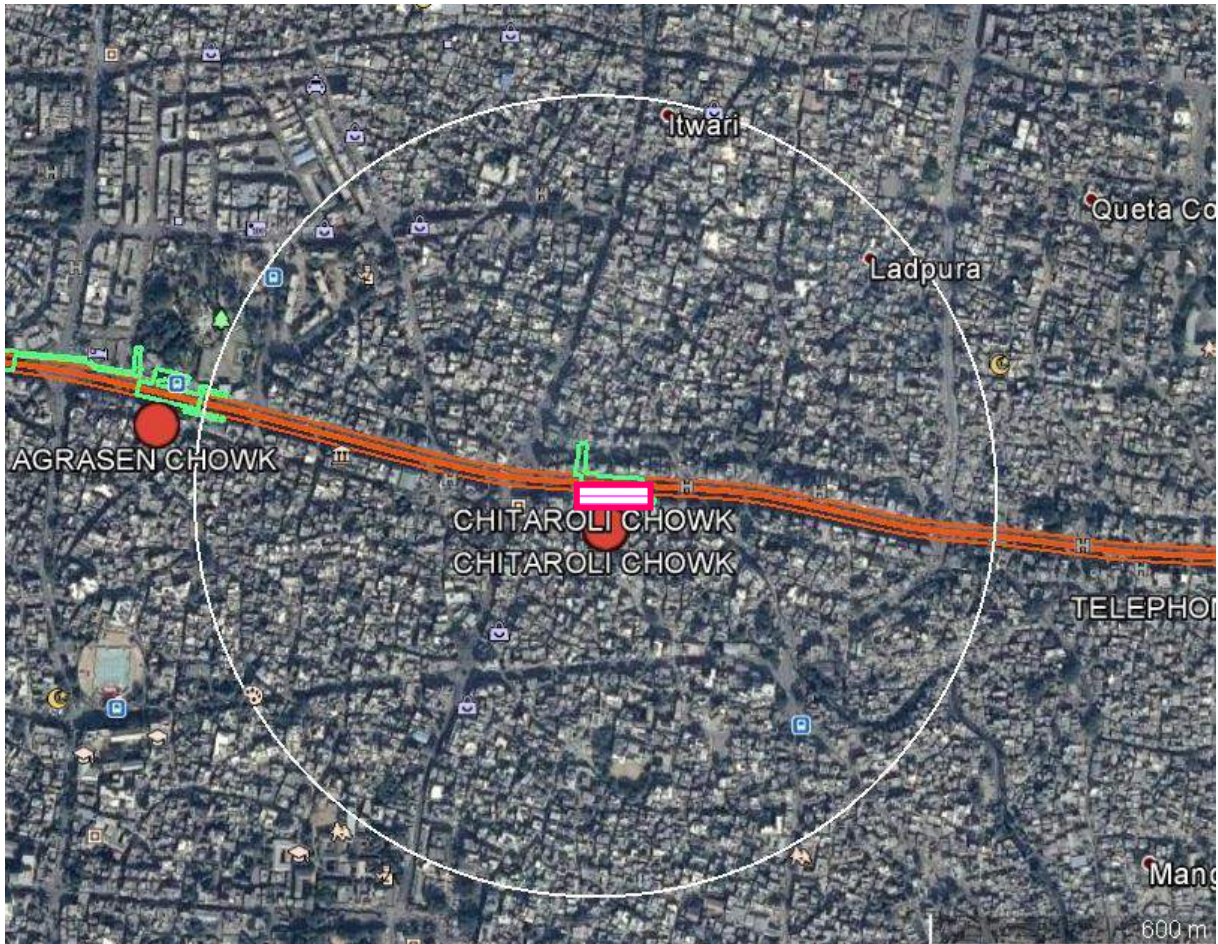 Itwari
Queta Co
Ladpura
AGRASEN CHOWK
CHITAROLI CHOWK
CHITAROLI CHOWK
TELEPHON
Mang
600 m